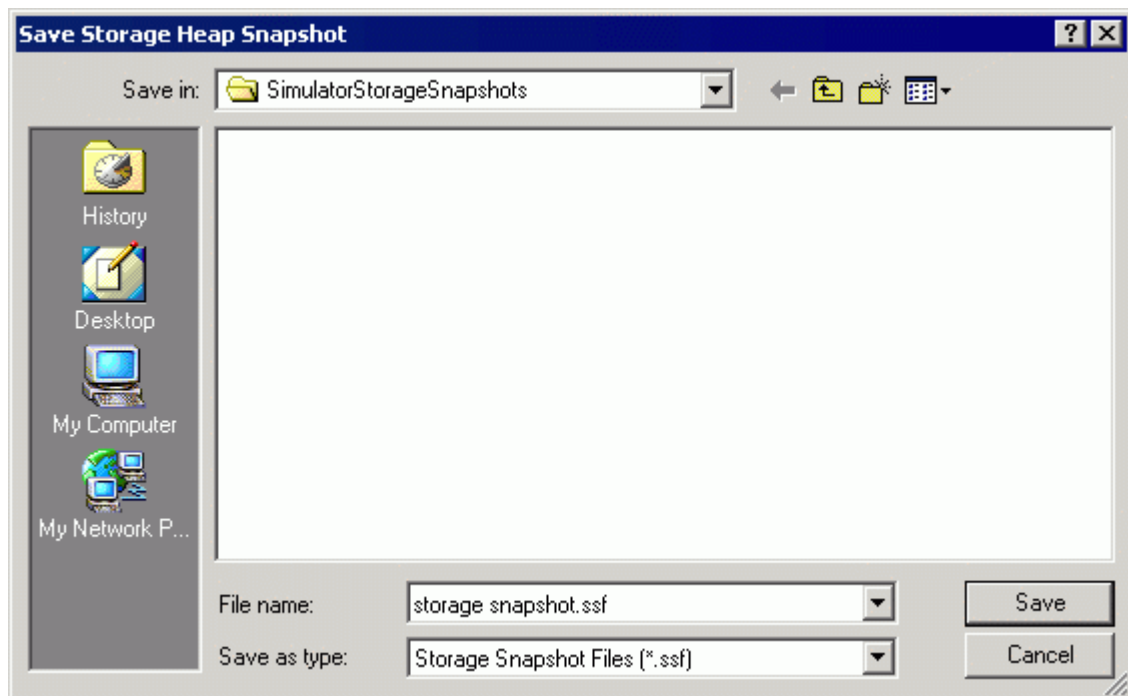 Save Storage Heap Snapshot
Save in: SimulatorStorageSnapshots
History
Desktop
My Computer
My Network P...
File name: storage snapshot.ssf Save
Save as type: Storage Snapshot Files (*.ssf) Cancel